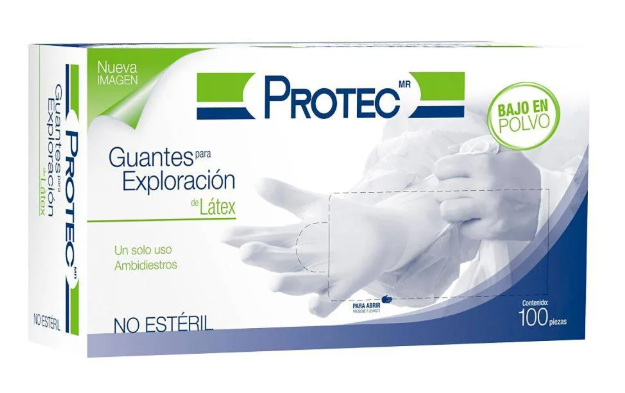 Nueva
IMAGEN
PROTEC MR
BAJO EN
POLVO
Guantes para
Exploración
de Látex
Un solo uso
Ambidiestros
NO ESTÉRIL
PARA ABRIR
Contenido:
100 piezas
Guantes para
Exploración
de Látex
PROTEC MR
NO ESTÉRIL